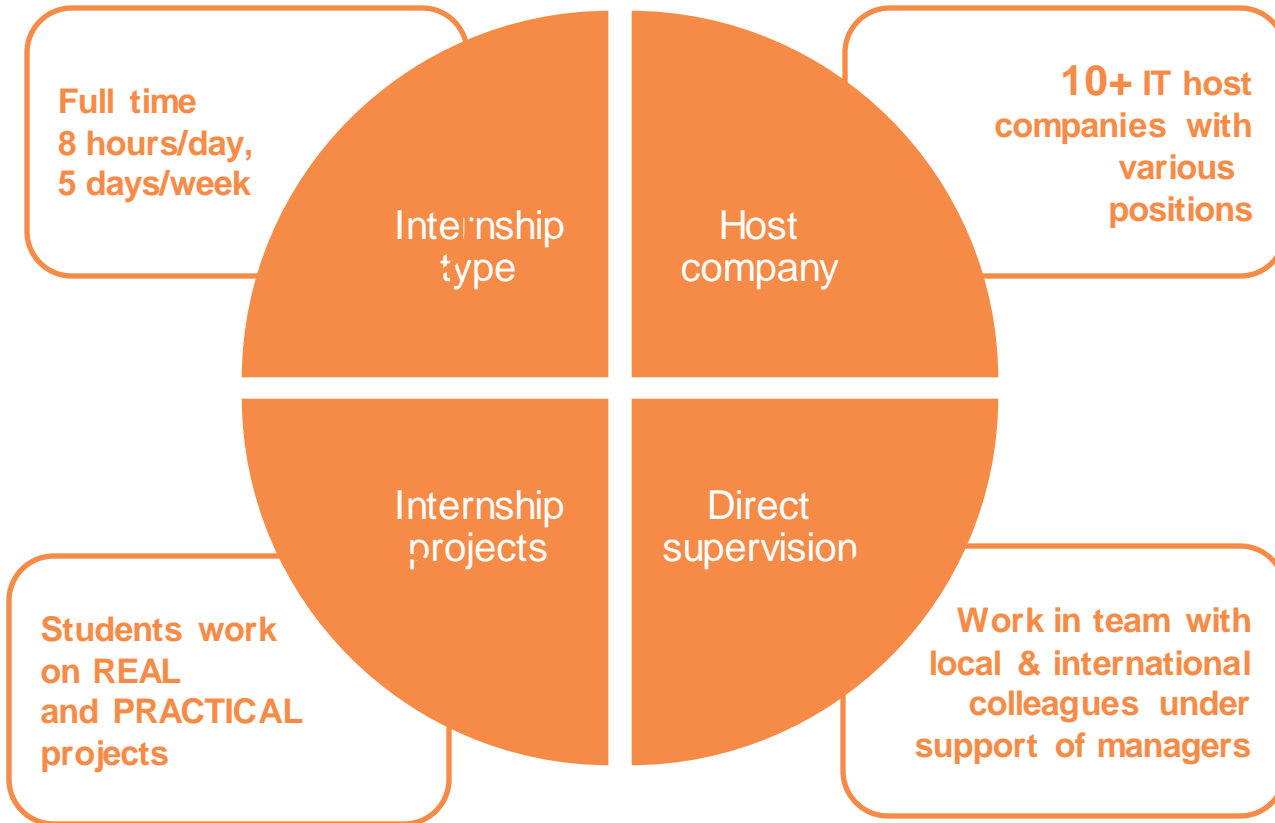 Full time
8 hours/day,
5 days/week
Internship
type
Host
company
10+ IT host
companies with
various
positions
Students work
on REAL
and PRACTICAL
projects
Internship
projects
Direct
supervision
Work in team with
local & international
colleagues under
support of managers